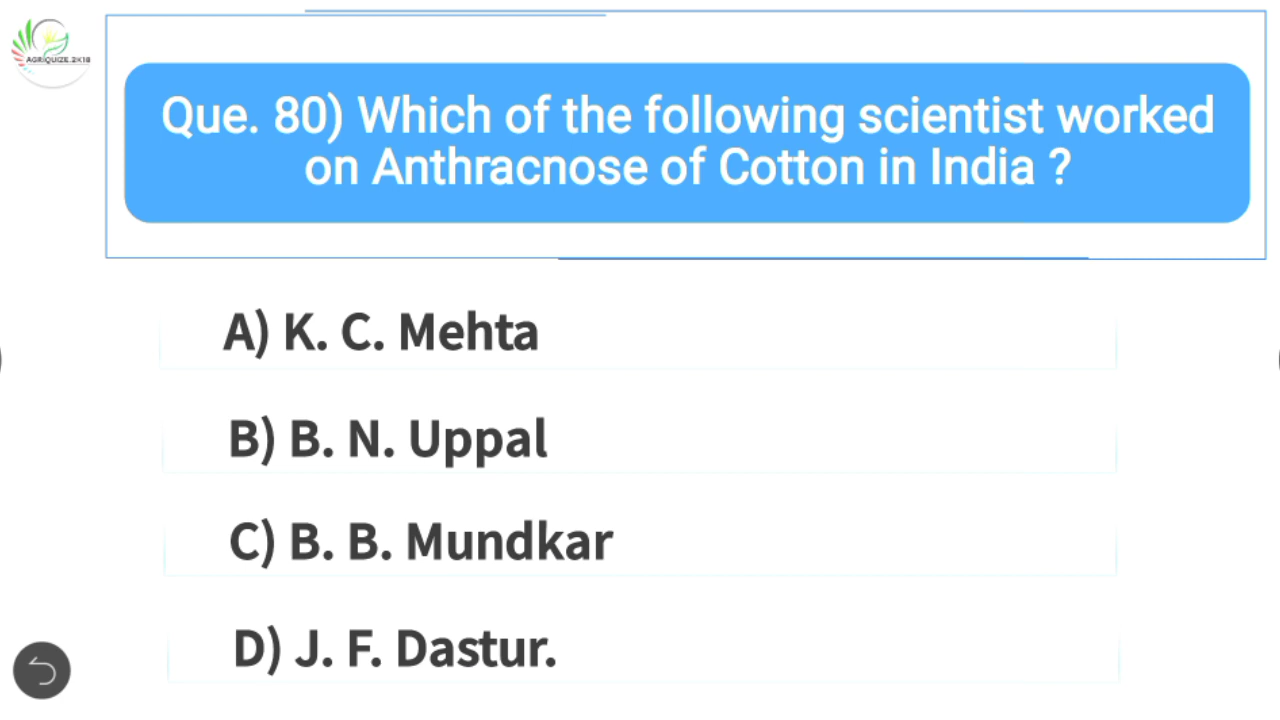 AGRIQUIZE.2K18
Que. 80) Which of the following scientist worked
on Anthracnose of Cotton in India ?
A) K. C. Mehta
B) B. N. Uppal
C) B. B. Mundkar
D) J. F. Dastur.